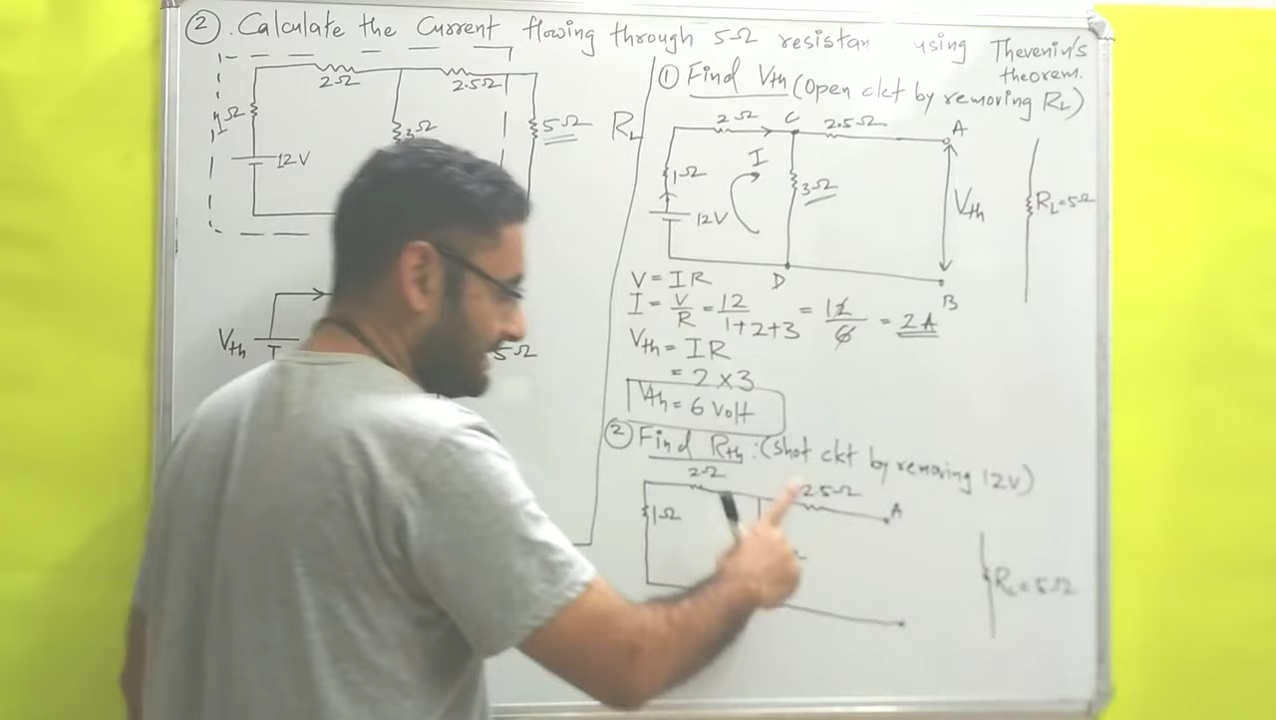 ② . Calculate the Current flowing through 5Ω resistan using Thevenin's theorem.
2Ω
2.5Ω
1Ω
3Ω
5Ω RL
12V
Vth
5Ω
① Find Vth (Open ckt by removing RL)
2Ω C 2.5Ω A
1Ω
I
3Ω
12V
Vth
RL=5Ω
D
B
V = IR
I = V/R = 12/1+2+3 = 12/6 = 2A
Vth = IR
= 2 × 3
Vth = 6 Volt
② Find Rth : (Shot ckt by removing 12V)
2Ω
2.5Ω A
1Ω
RL=5Ω